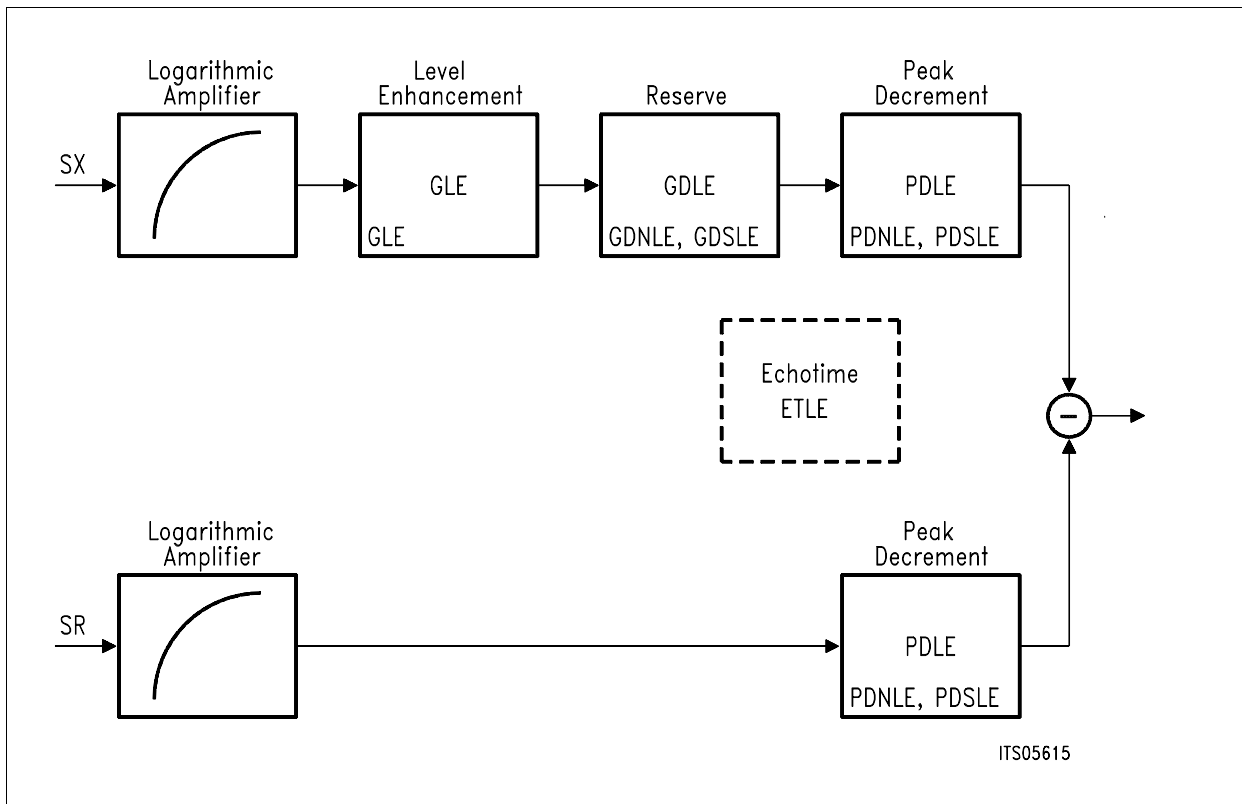 Logarithmic
Amplifier
Level
Enhancement
Reserve
Peak
Decrement
SX
GLE
GLE
GDLE
GDNLE, GDSLE
PDLE
PDNLE, PDSLE
Echotime
ETLE
−
Logarithmic
Amplifier
Peak
Decrement
SR
PDLE
PDNLE, PDSLE
ITS05615